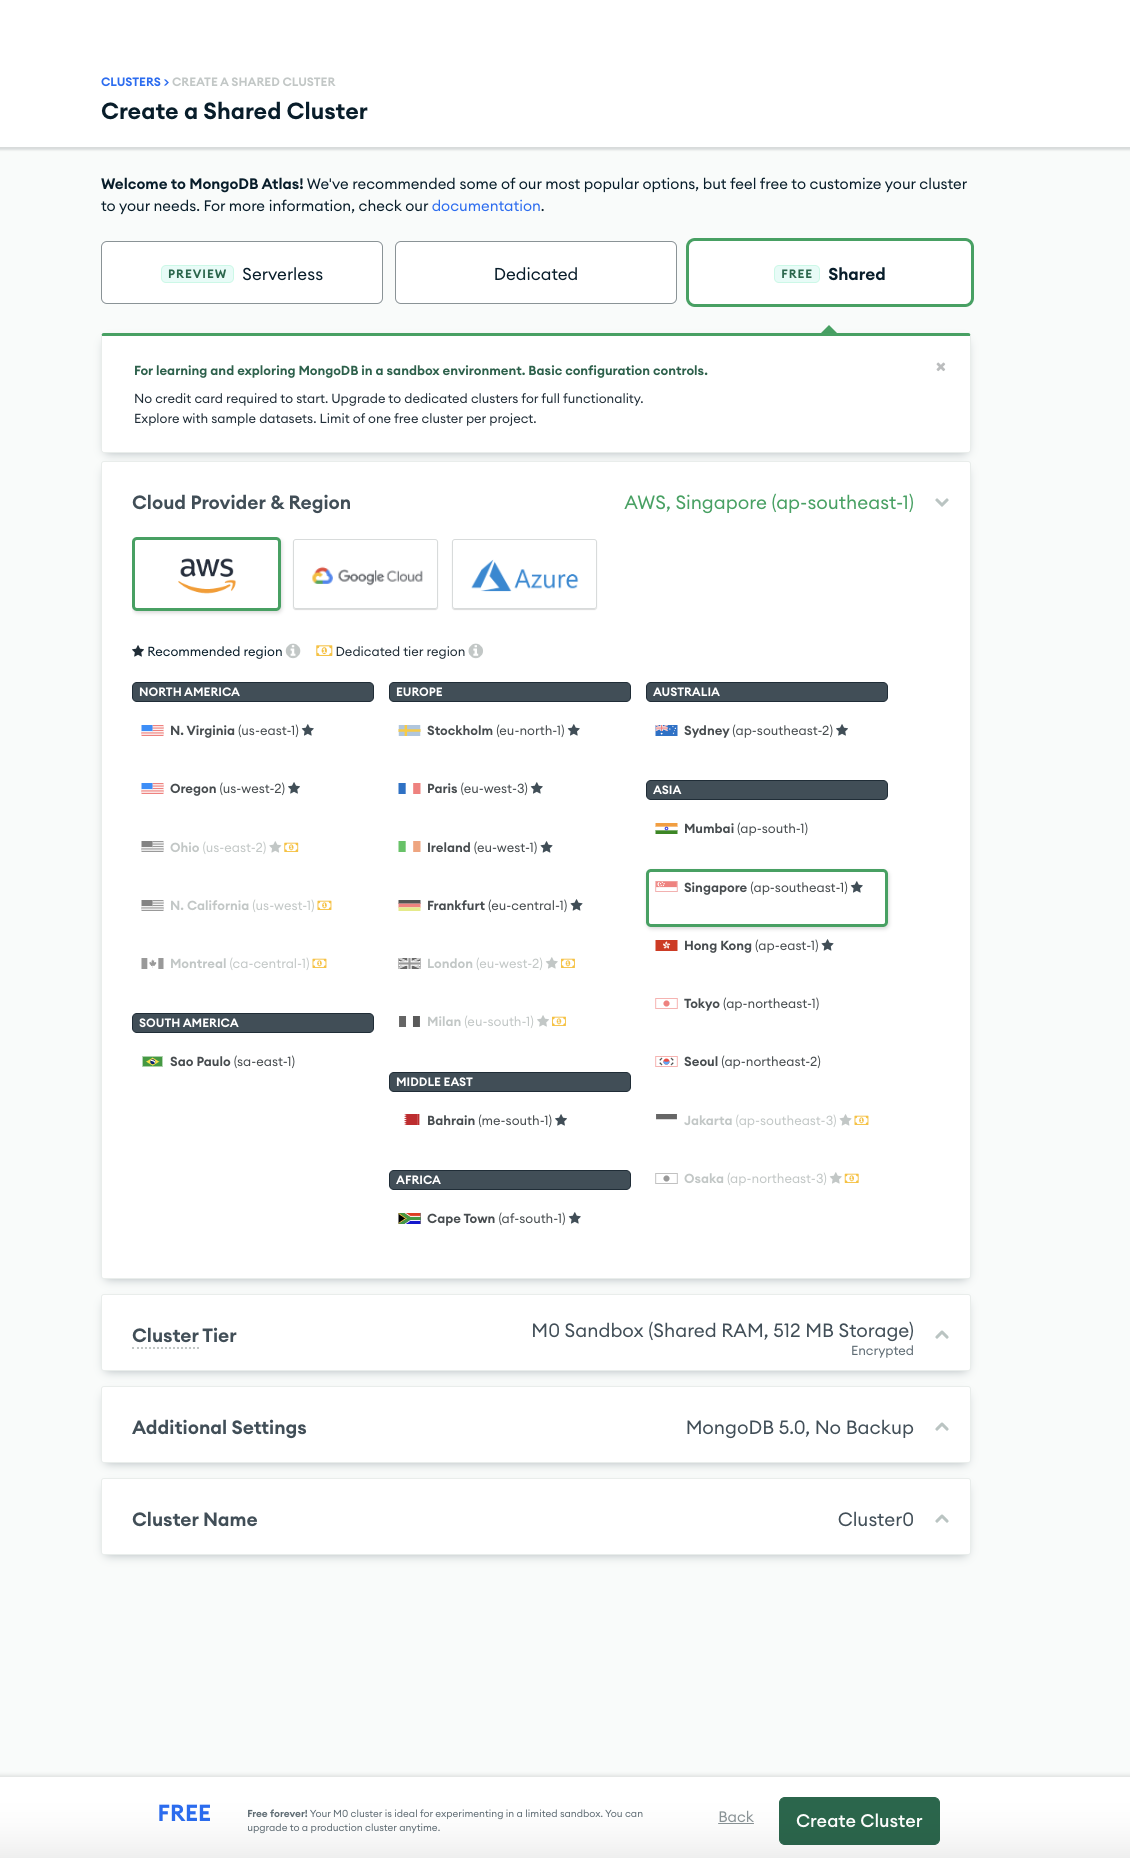 CLUSTERS > CREATE A SHARED CLUSTER
Create a Shared Cluster
Welcome to MongoDB Atlas! We've recommended some of our most popular options, but feel free to customize your cluster
to your needs. For more information, check our documentation.
PREVIEW Serverless
Dedicated
FREE Shared
For learning and exploring MongoDB in a sandbox environment. Basic configuration controls.
No credit card required to start. Upgrade to dedicated clusters for full functionality.
Explore with sample datasets. Limit of one free cluster per project.
Cloud Provider & Region
AWS, Singapore (ap-southeast-1)
aws
Google Cloud
Azure
Recommended region
Dedicated tier region
NORTH AMERICA
N. Virginia (us-east-1)
Oregon (us-west-2)
Ohio (us-east-2)
N. California (us-west-1)
Montreal (ca-central-1)
SOUTH AMERICA
Sao Paulo (sa-east-1)
EUROPE
Stockholm (eu-north-1)
Paris (eu-west-3)
Ireland (eu-west-1)
Frankfurt (eu-central-1)
London (eu-west-2)
Milan (eu-south-1)
MIDDLE EAST
Bahrain (me-south-1)
AFRICA
Cape Town (af-south-1)
AUSTRALIA
Sydney (ap-southeast-2)
ASIA
Mumbai (ap-south-1)
Singapore (ap-southeast-1)
Hong Kong (ap-east-1)
Tokyo (ap-northeast-1)
Seoul (ap-northeast-2)
Jakarta (ap-southeast-3)
Osaka (ap-northeast-3)
Cluster Tier
M0 Sandbox (Shared RAM, 512 MB Storage)
Encrypted
Additional Settings
MongoDB 5.0, No Backup
Cluster Name
Cluster0
FREE
Free forever! Your M0 cluster is ideal for experimenting in a limited sandbox. You can
upgrade to a production cluster anytime.
Back
Create Cluster